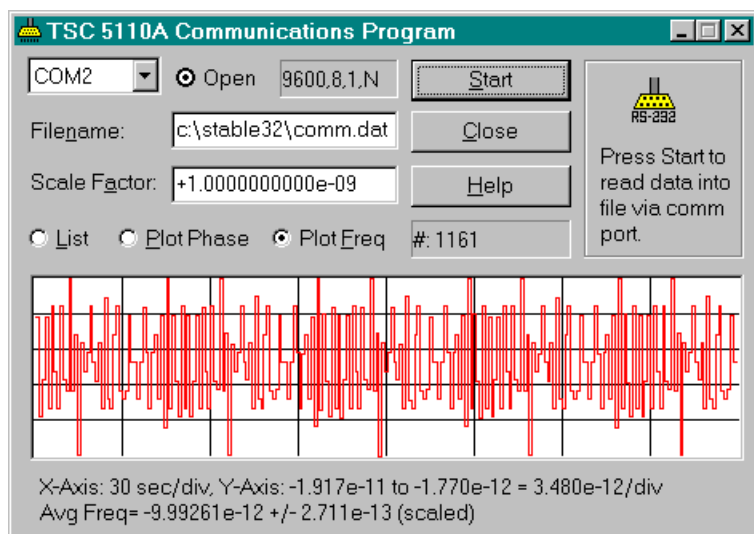 TSC 5110A Communications Program
COM2 Open 9600,8,1,N Start
RS-232
Filename: c:\stable32\comm.dat Close
Press Start to
read data into
file via comm
port.
Scale Factor: +1.0000000000e-09 Help
List Plot Phase Plot Freq #: 1161
X-Axis: 30 sec/div, Y-Axis: -1.917e-11 to -1.770e-12 = 3.480e-12/div
Avg Freq= -9.99261e-12 +/- 2.711e-13 (scaled)